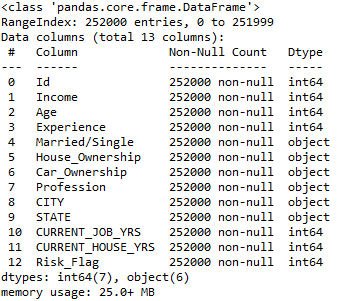 <class 'pandas.core.frame.DataFrame'>
RangeIndex: 252000 entries, 0 to 251999
Data columns (total 13 columns):
 #   Column             Non-Null Count   Dtype
---  ------             --------------   -----
 0   Id                 252000 non-null  int64
 1   Income             252000 non-null  int64
 2   Age                252000 non-null  int64
 3   Experience         252000 non-null  int64
 4   Married/Single     252000 non-null  object
 5   House_Ownership    252000 non-null  object
 6   Car_Ownership      252000 non-null  object
 7   Profession         252000 non-null  object
 8   CITY               252000 non-null  object
 9   STATE              252000 non-null  object
 10  CURRENT_JOB_YRS    252000 non-null  int64
 11  CURRENT_HOUSE_YRS  252000 non-null  int64
 12  Risk_Flag          252000 non-null  int64
dtypes: int64(7), object(6)
memory usage: 25.0+ MB